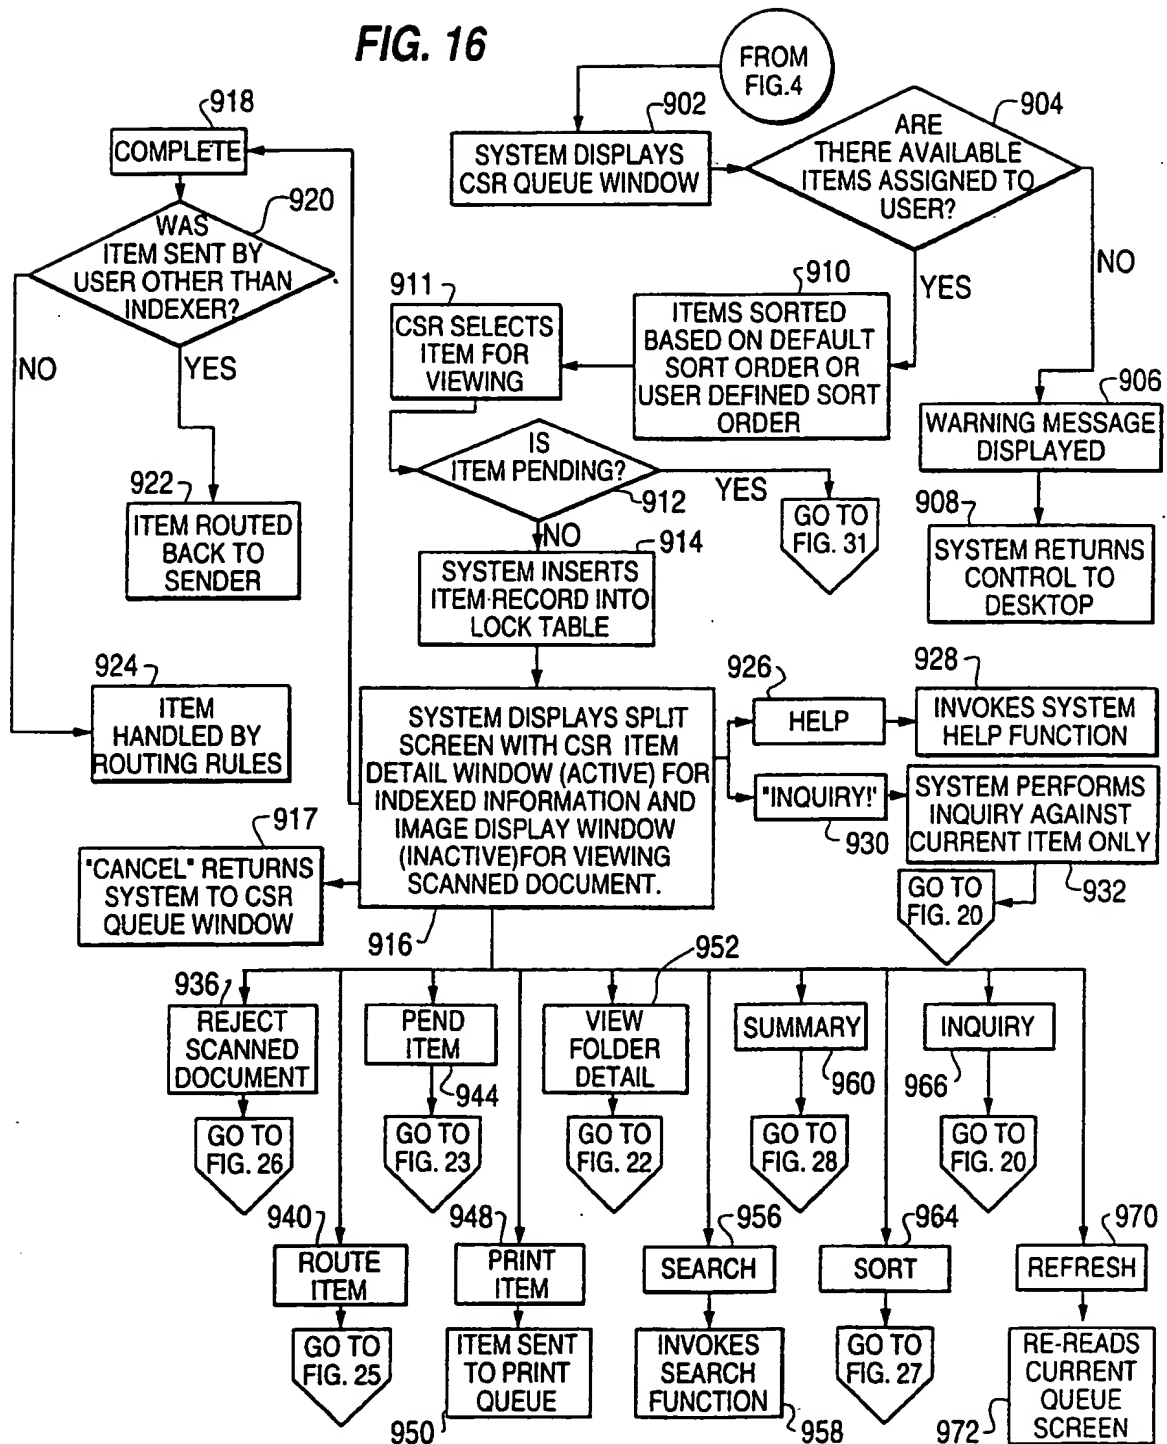 FIG. 16
FROM
FIG.4
902
SYSTEM DISPLAYS
CSR QUEUE WINDOW
904
ARE
THERE AVAILABLE
ITEMS ASSIGNED TO
USER?
NO
YES
906
WARNING MESSAGE
DISPLAYED
908
SYSTEM RETURNS
CONTROL TO
DESKTOP
910
ITEMS SORTED
BASED ON DEFAULT
SORT ORDER OR
USER DEFINED SORT
ORDER
911
CSR SELECTS
ITEM FOR
VIEWING
IS
ITEM PENDING?
912
YES
GO TO
FIG. 31
NO
914
SYSTEM INSERTS
ITEM RECORD INTO
LOCK TABLE
SYSTEM DISPLAYS SPLIT
SCREEN WITH CSR ITEM
DETAIL WINDOW (ACTIVE) FOR
INDEXED INFORMATION AND
IMAGE DISPLAY WINDOW
(INACTIVE)FOR VIEWING
SCANNED DOCUMENT.
916
918
COMPLETE
920
WAS
ITEM SENT BY
USER OTHER THAN
INDEXER?
NO
YES
922
ITEM ROUTED
BACK TO
SENDER
924
ITEM
HANDLED BY
ROUTING RULES
917
"CANCEL" RETURNS
SYSTEM TO CSR
QUEUE WINDOW
926
HELP
928
INVOKES SYSTEM
HELP FUNCTION
"INQUIRY!'
930
SYSTEM PERFORMS
INQUIRY AGAINST
CURRENT ITEM ONLY
932
GO TO
FIG. 20
936
REJECT
SCANNED
DOCUMENT
GO TO
FIG. 26
940
ROUTE
ITEM
GO TO
FIG. 25
PEND
ITEM
944
GO TO
FIG. 23
948
PRINT
ITEM
ITEM SENT
TO PRINT
QUEUE
950
952
VIEW
FOLDER
DETAIL
GO TO
FIG. 22
956
SEARCH
INVOKES
SEARCH
FUNCTION
958
SUMMARY
960
GO TO
FIG. 28
964
SORT
GO TO
FIG. 27
INQUIRY
966
GO TO
FIG. 20
970
REFRESH
RE-READS
CURRENT
QUEUE
SCREEN
972